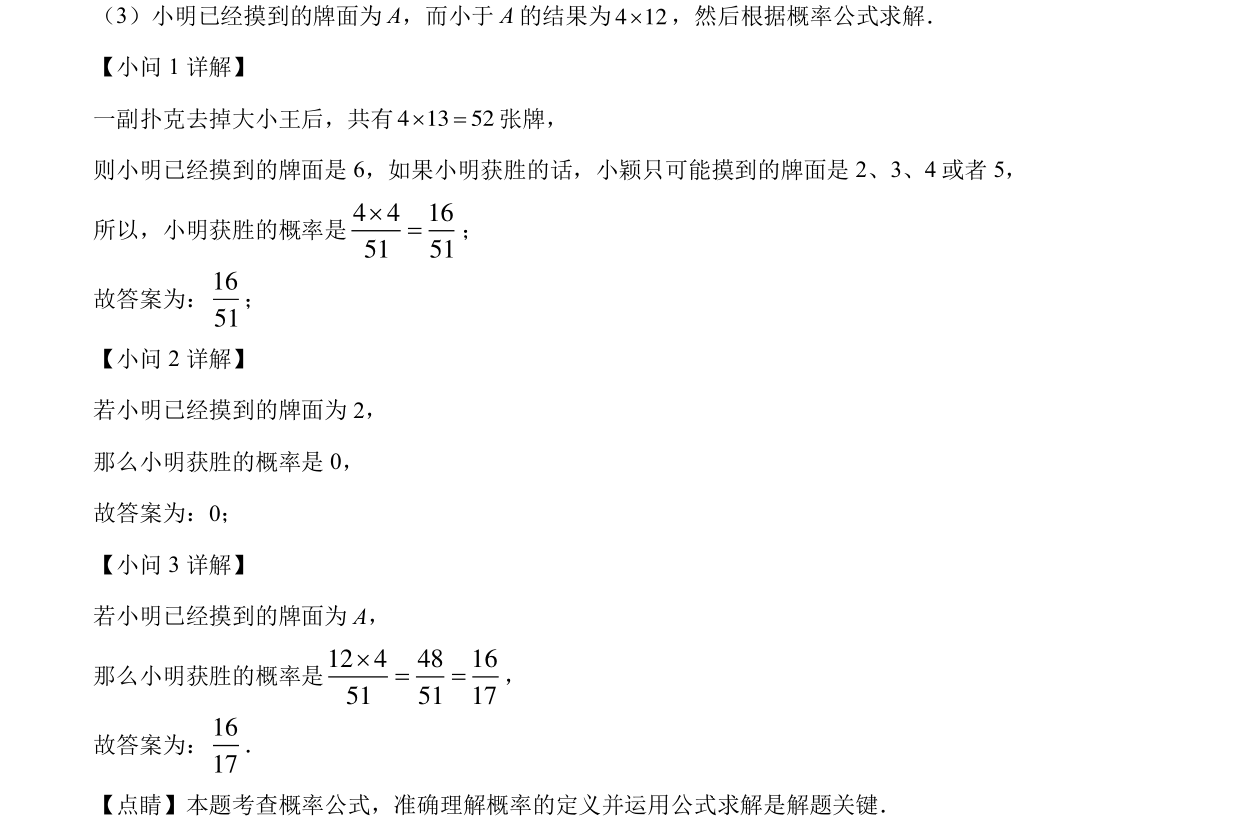 （3）小明已经摸到的牌面为 A，而小于 A 的结果为 4×12，然后根据概率公式求解．
【小问 1 详解】
一副扑克去掉大小王后，共有 4×13=52 张牌，
则小明已经摸到的牌面是 6，如果小明获胜的话，小颖只可能摸到的牌面是 2、3、4 或者 5，
所以，小明获胜的概率是 4×4/51 = 16/51；
故答案为：16/51；
【小问 2 详解】
若小明已经摸到的牌面为 2，
那么小明获胜的概率是 0，
故答案为：0；
【小问 3 详解】
若小明已经摸到的牌面为 A，
那么小明获胜的概率是 12×4/51 = 48/51 = 16/17，
故答案为：16/17．
【点睛】本题考查概率公式，准确理解概率的定义并运用公式求解是解题关键．